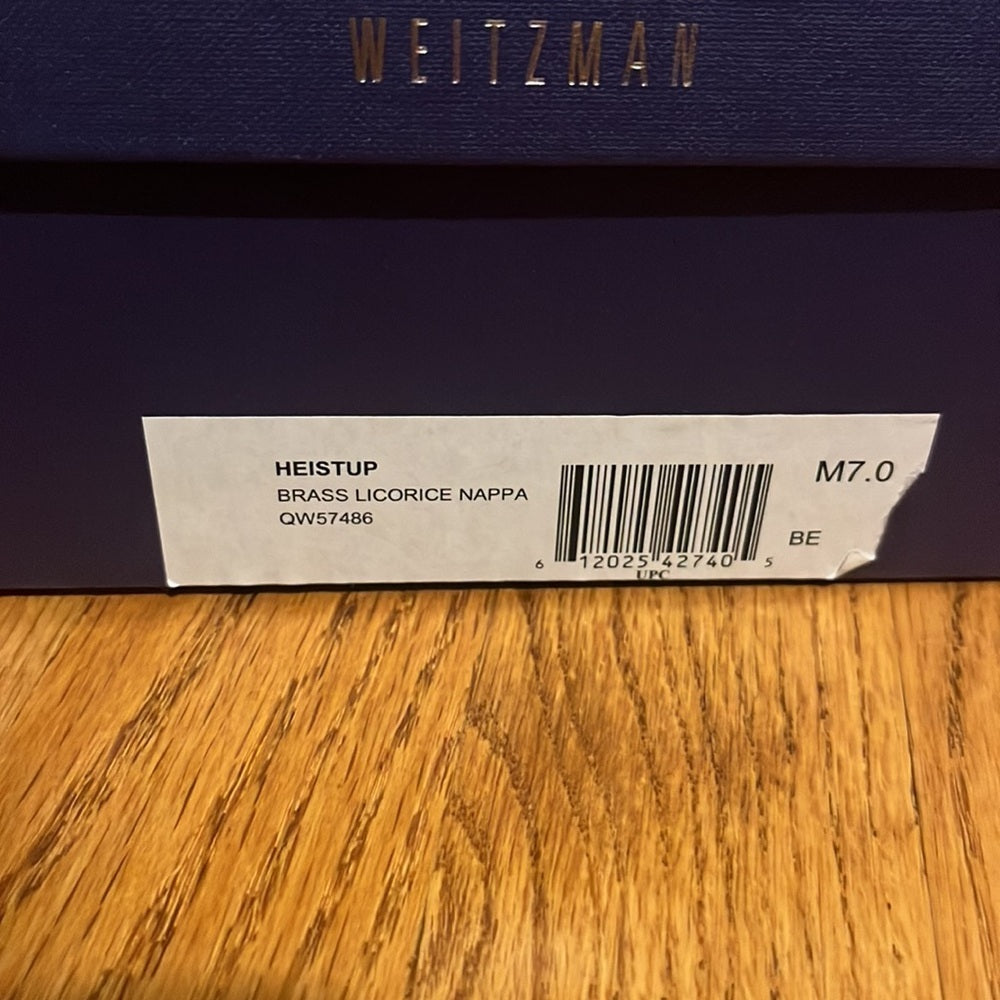 WEITZMAN
HEISTUP
BRASS LICORICE NAPPA
QW57486
6 12025 42740 5
UPC
M7.0
BE